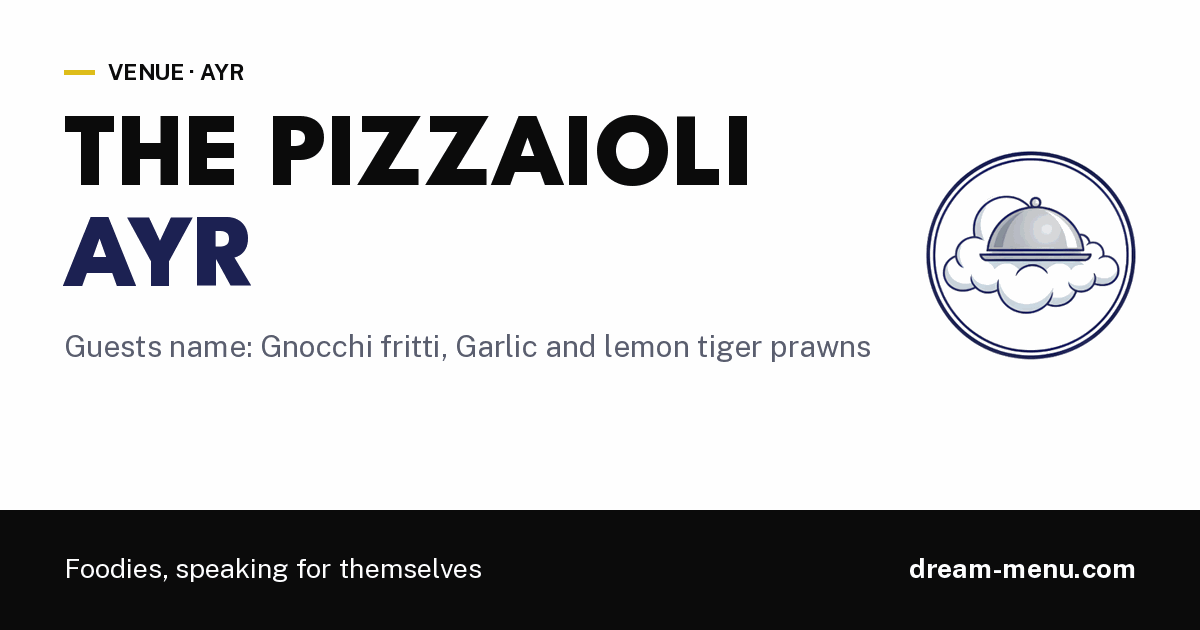 VENUE · AYR
THE PIZZAIOLI
AYR
Guests name: Gnocchi fritti, Garlic and lemon tiger prawns
Foodies, speaking for themselves
dream-menu.com